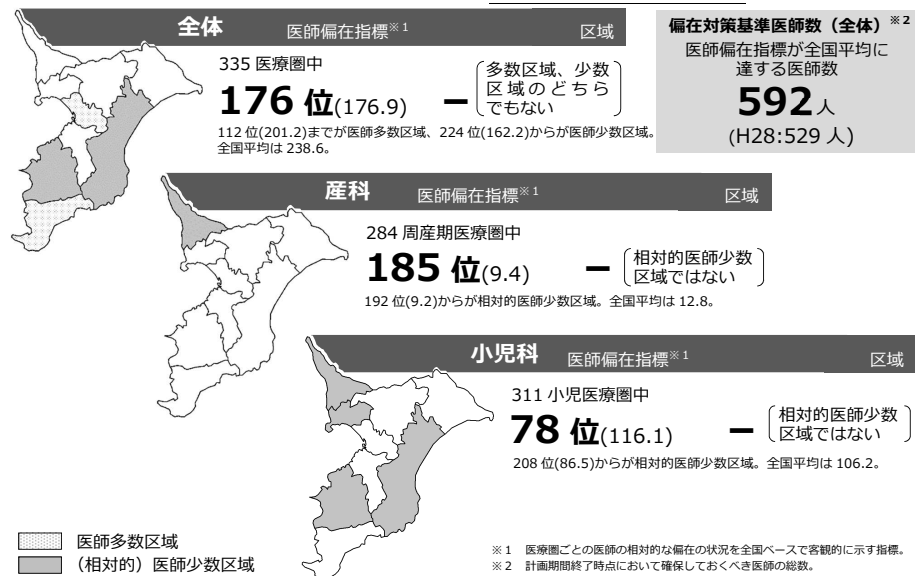 全体 医師偏在指標※1 区域
335 医療圏中
176 位(176.9) － 多数区域、少数
区域のどちら
でもない
112 位(201.2)までが医師多数区域、224 位(162.2)からが医師少数区域。
全国平均は 238.6。
偏在対策基準医師数（全体）※2
医師偏在指標が全国平均に
達する医師数
592人
(H28:529 人)
産科 医師偏在指標※1 区域
284 周産期医療圏中
185 位(9.4) － 相対的医師少数
区域ではない
192 位(9.2)からが相対的医師少数区域。全国平均は 12.8。
小児科 医師偏在指標※1 区域
311 小児医療圏中
78 位(116.1) － 相対的医師少数
区域ではない
208 位(86.5)からが相対的医師少数区域。全国平均は 106.2。
医師多数区域
（相対的）医師少数区域
※1 医療圏ごとの医師の相対的な偏在の状況を全国ベースで客観的に示す指標。
※2 計画期間終了時点において確保しておくべき医師の総数。